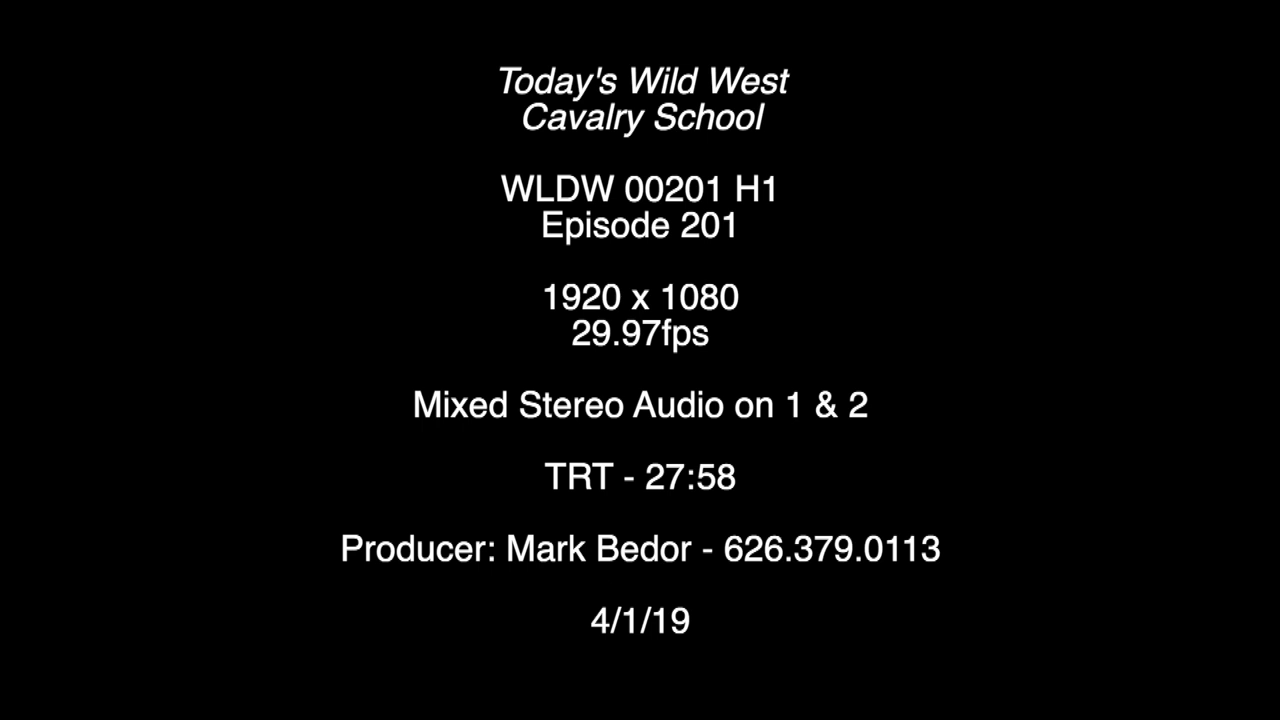 Today's Wild West
Cavalry School
WLDW 00201 H1
Episode 201
1920 x 1080
29.97fps
Mixed Stereo Audio on 1 & 2
TRT - 27:58
Producer: Mark Bedor - 626.379.0113
4/1/19